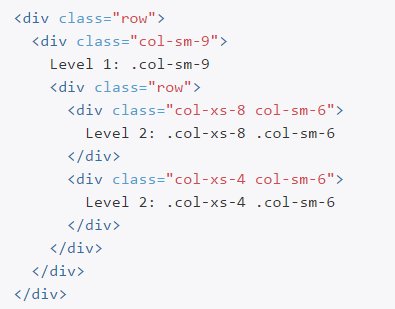 <div class="row">
  <div class="col-sm-9">
    Level 1: .col-sm-9
    <div class="row">
      <div class="col-xs-8 col-sm-6">
        Level 2: .col-xs-8 .col-sm-6
      </div>
      <div class="col-xs-4 col-sm-6">
        Level 2: .col-xs-4 .col-sm-6
      </div>
    </div>
  </div>
</div>